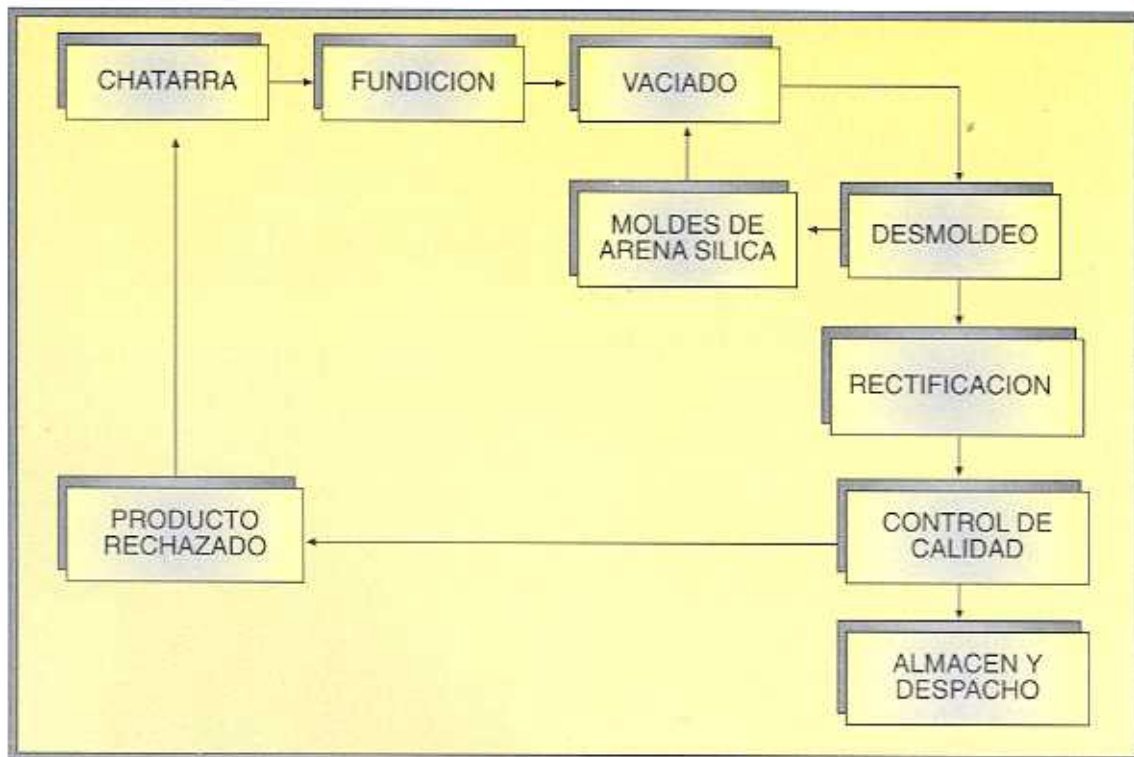 CHATARRA
FUNDICION
VACIADO
MOLDES DE
ARENA SILICA
DESMOLDEO
RECTIFICACION
PRODUCTO
RECHAZADO
CONTROL DE
CALIDAD
ALMACEN Y
DESPACHO